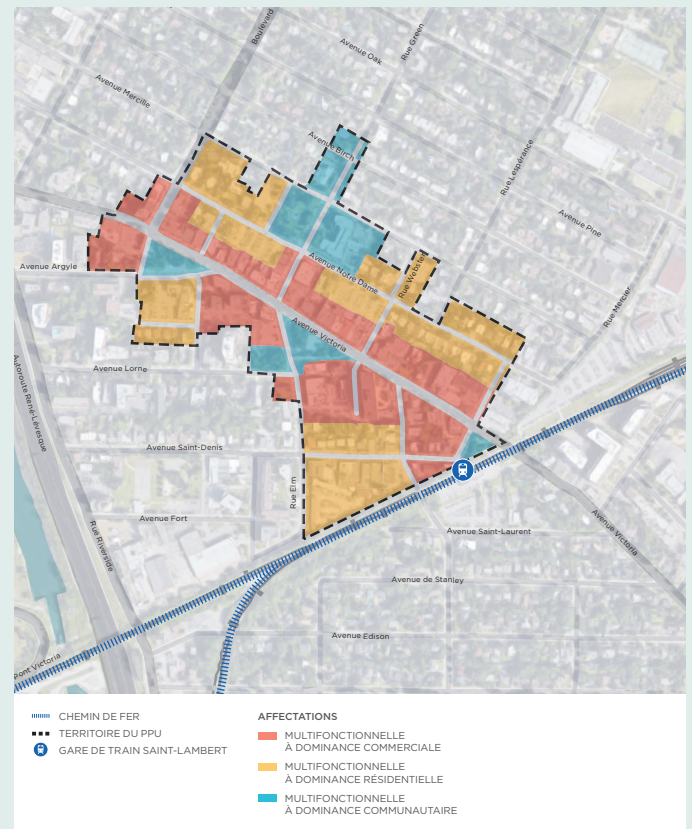 Boulevard
Avenue Oak
Rue Green
Avenue Mercille
Avenue Birch
Rue Lespérance
Avenue Pine
Avenue Argyle
Avenue Notre Dame
Rue Webster
Rue Mercier
Avenue Victoria
Autoroute René-Lévesque
Avenue Lorne
Avenue Saint-Denis
Rue Elm
Avenue Fort
Rue Riverside
Avenue Saint-Laurent
Avenue Victoria
Avenue de Stanley
Avenue Edison
Pont Victoria
CHEMIN DE FER
TERRITOIRE DU PPU
GARE DE TRAIN SAINT-LAMBERT
AFFECTATIONS
MULTIFONCTIONNELLE
À DOMINANCE COMMERCIALE
MULTIFONCTIONNELLE
À DOMINANCE RÉSIDENTIELLE
MULTIFONCTIONNELLE
À DOMINANCE COMMUNAUTAIRE